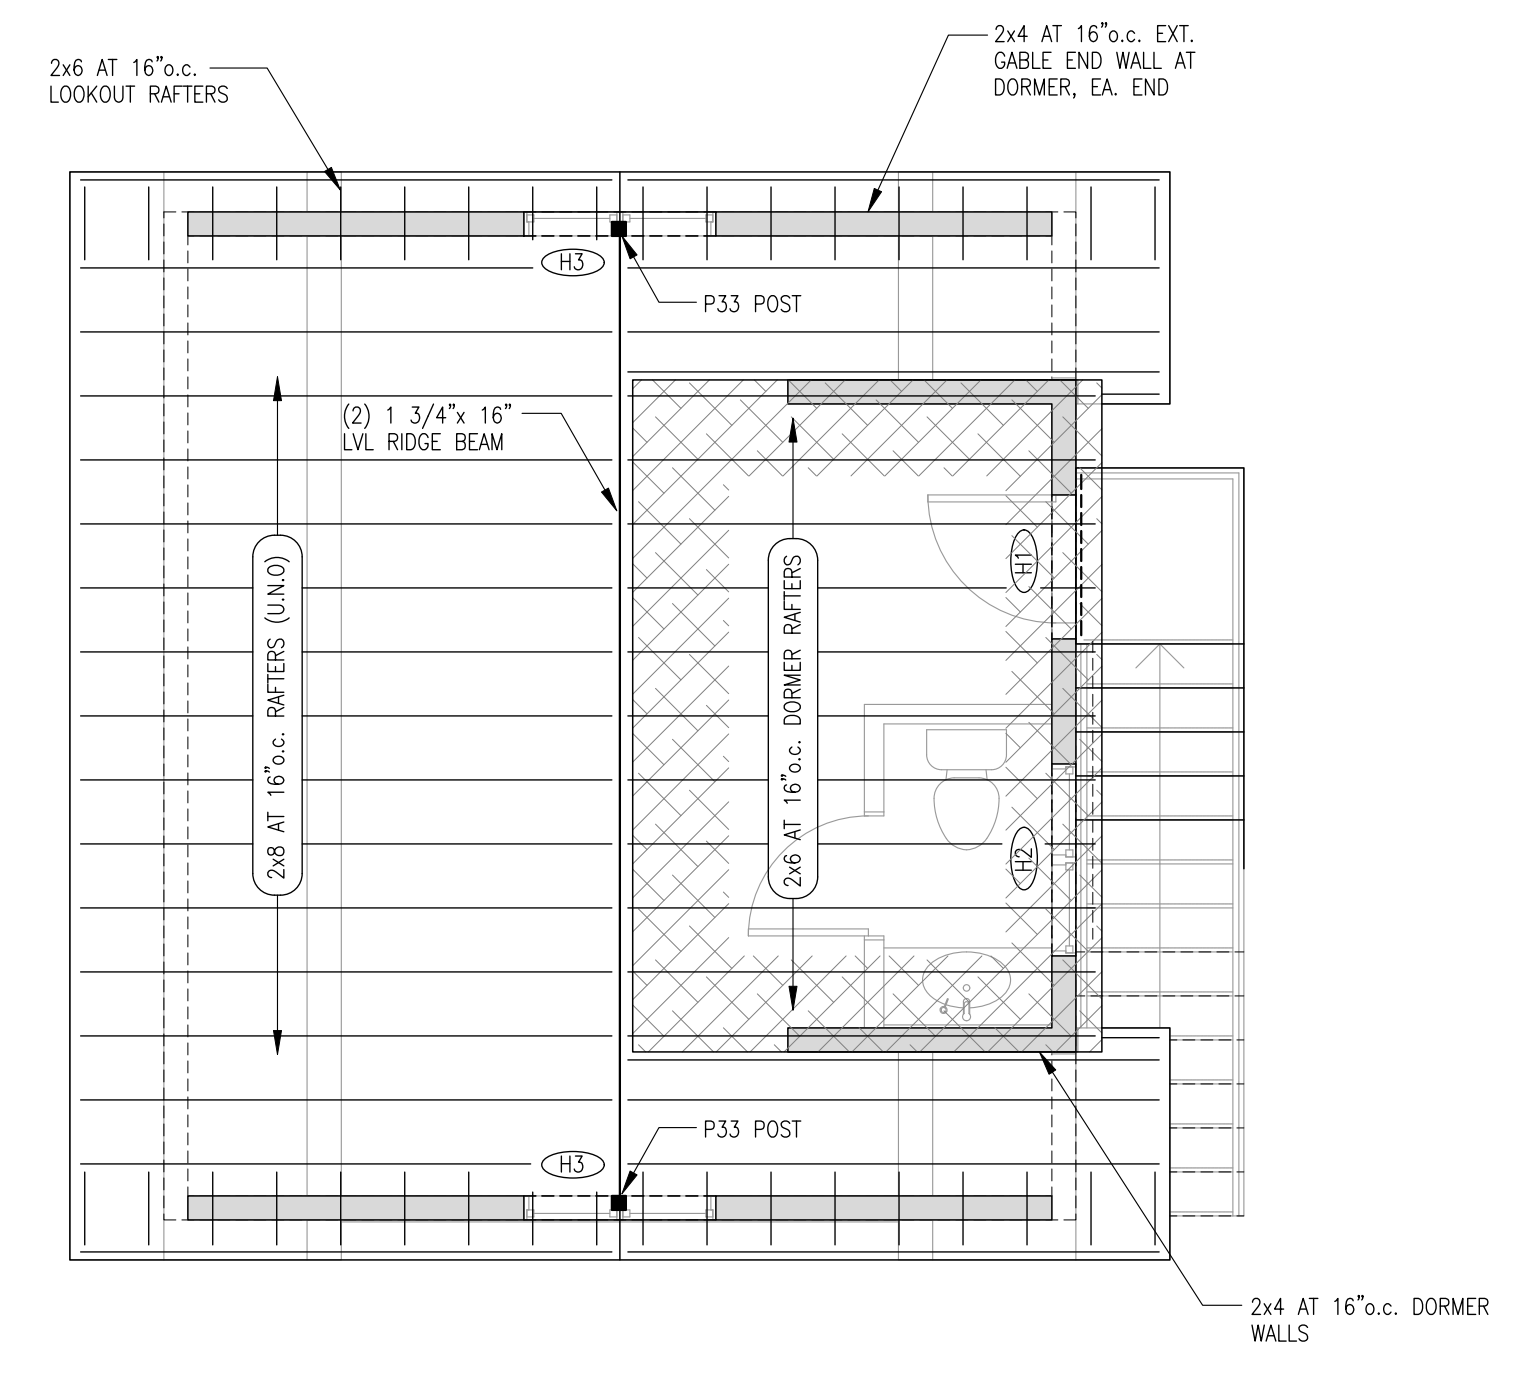 2x4 AT 16"o.c. EXT.
GABLE END WALL AT
DORMER, EA. END
2x6 AT 16"o.c.
LOOKOUT RAFTERS
H3
P33 POST
(2) 1 3/4"x 16"
LVL RIDGE BEAM
2x8 AT 16"o.c. RAFTERS (U.N.O)
2x6 AT 16"o.c. DORMER RAFTERS
H1
H2
P33 POST
H3
2x4 AT 16"o.c. DORMER
WALLS